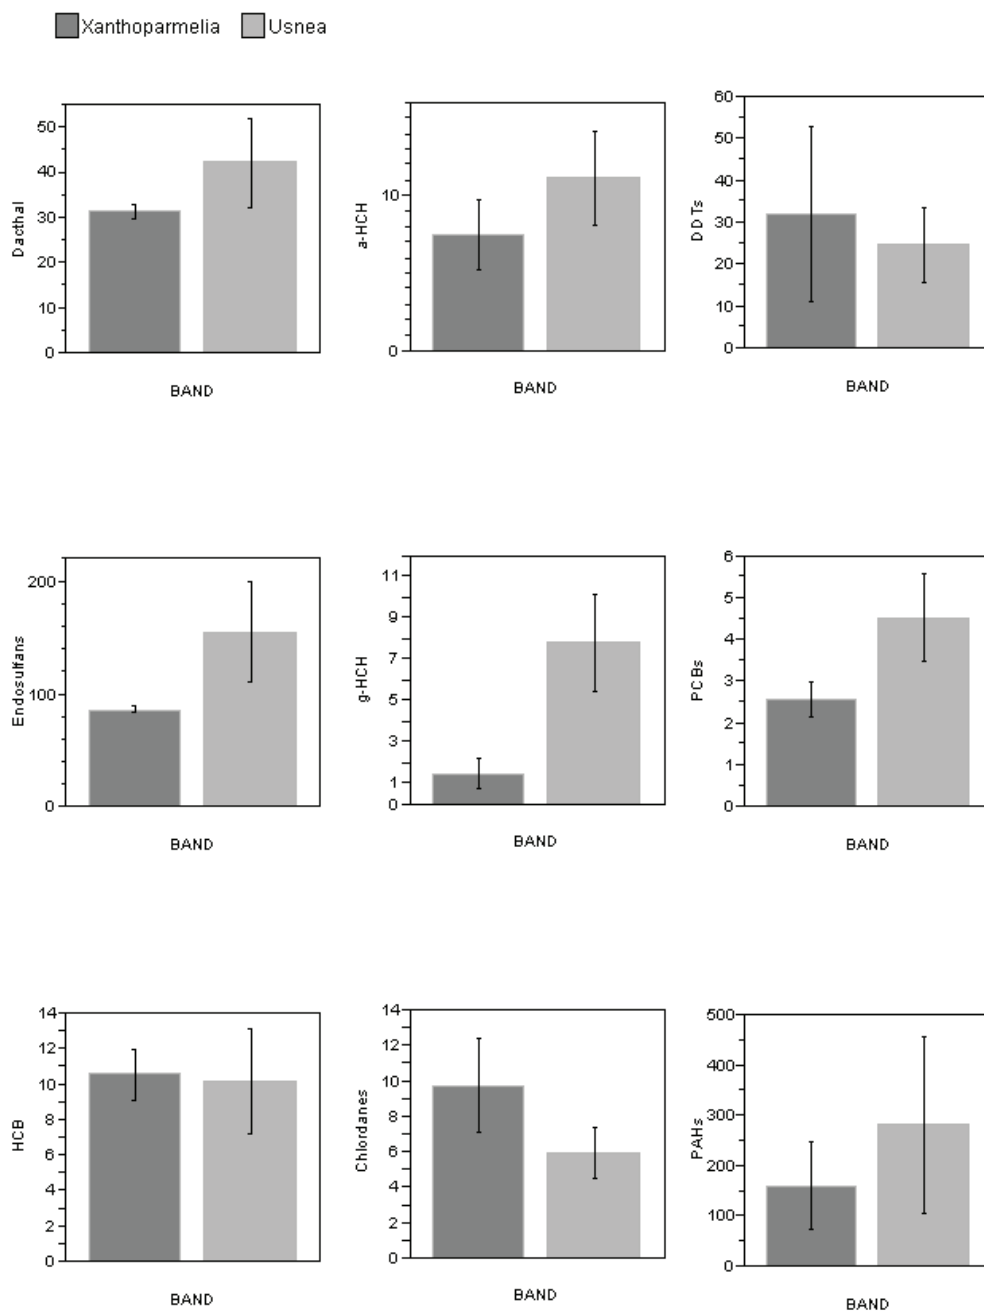 Xanthoparmelia Usnea
Dacthal
50
40
30
20
10
0
BAND
a-HCH
10
0
BAND
DDTs
60
50
40
30
20
10
0
BAND
Endosulfans
200
100
0
BAND
g-HCH
11
9
7
5
3
1
0
BAND
PCBs
6
5
4
3
2
1
0
BAND
HCB
14
12
10
8
6
4
2
0
BAND
Chlordanes
14
12
10
8
6
4
2
0
BAND
PAHs
500
400
300
200
100
0
BAND